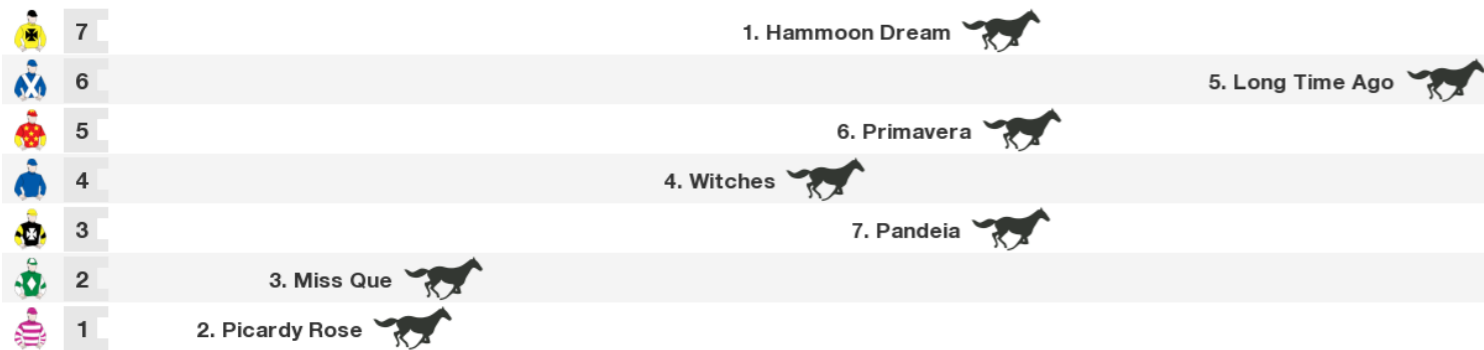 7 1. Hammoon Dream
6 5. Long Time Ago
5 6. Primavera
4 4. Witches
3 7. Pandeia
2 3. Miss Que
1 2. Picardy Rose